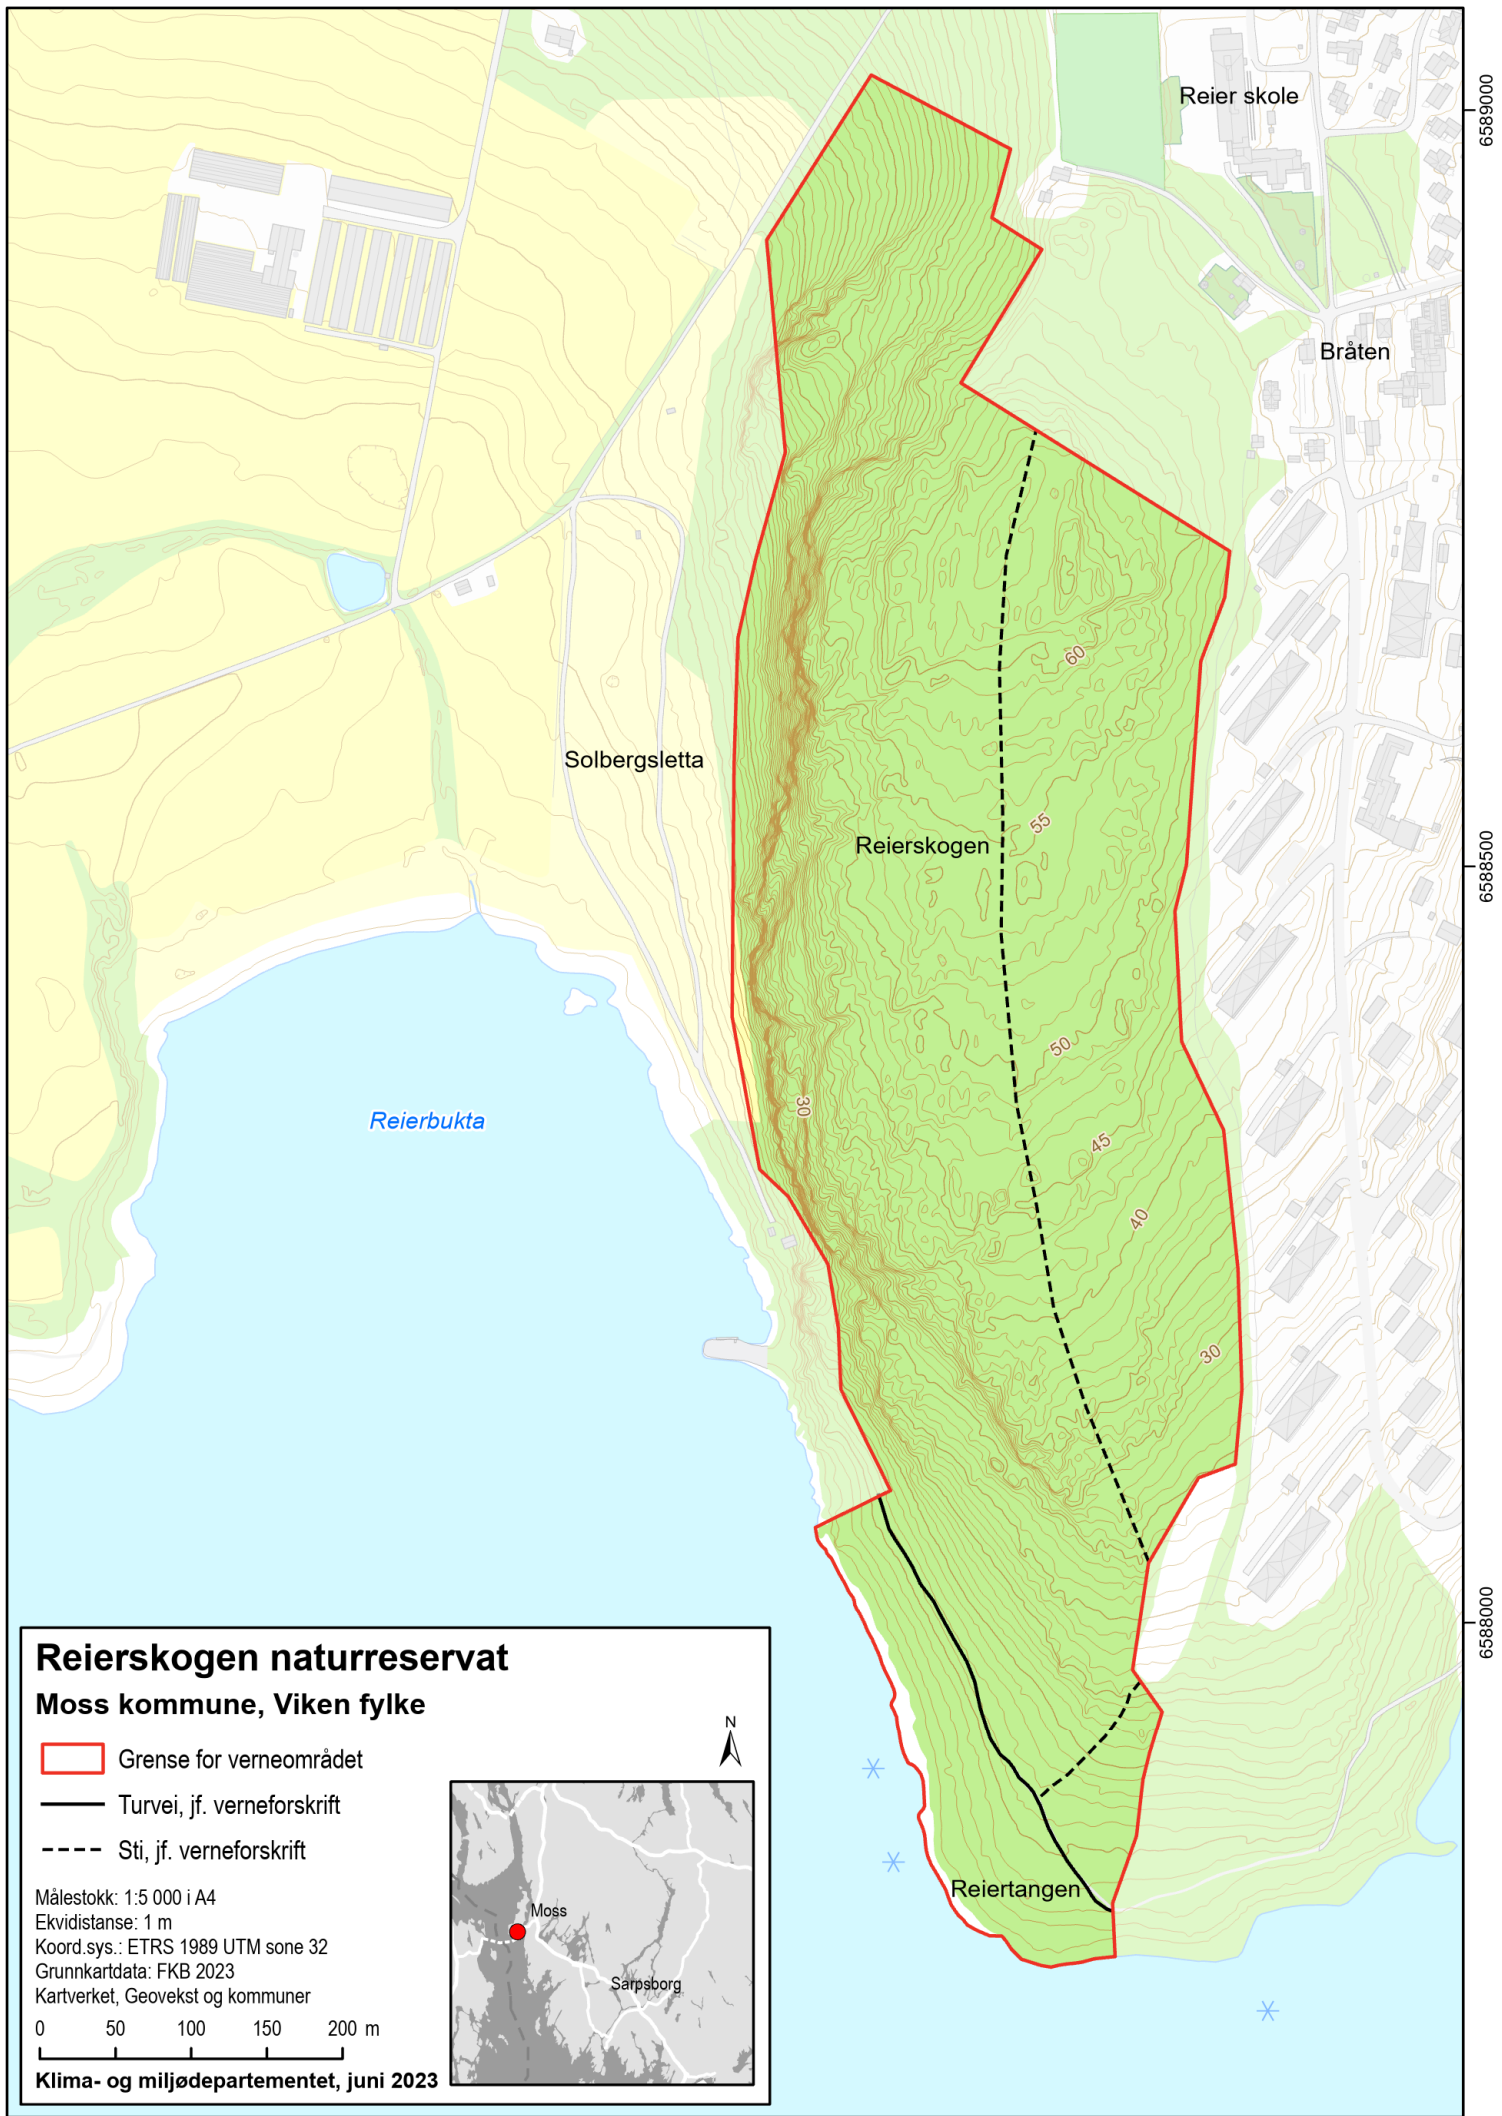 Reier skole
6589000
Bråten
60
Solbergsletta
55
Reierskogen
6588500
50
Reierbukta
30
45
40
30
6588000
Reierskogen naturreservat
Moss kommune, Viken fylke
N
Grense for verneområdet
Turvei, jf. verneforskrift
Sti, jf. verneforskrift
Reiertangen
Målestokk: 1:5 000 i A4
Ekvidistanse: 1 m
Koord.sys.: ETRS 1989 UTM sone 32
Grunnkartdata: FKB 2023
Kartverket, Geovekst og kommuner
Moss
Sarpsborg
0 50 100 150 200 m
Klima- og miljødepartementet, juni 2023